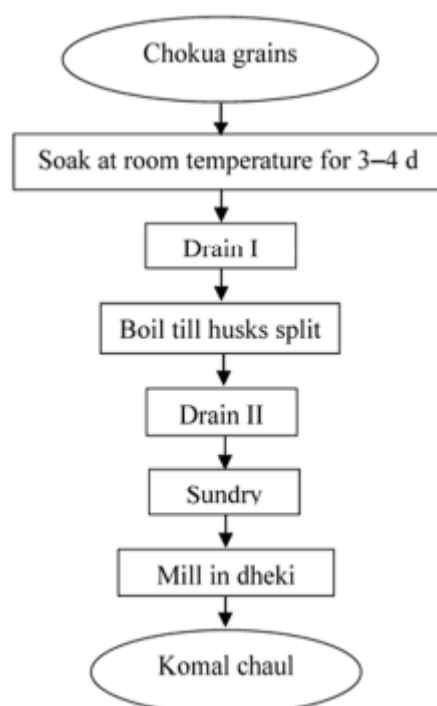 Chokua grains
Soak at room temperature for 3–4 d
Drain I
Boil till husks split
Drain II
Sundry
Mill in dheki
Komal chaul